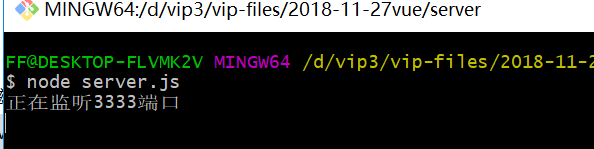 MINGW64:/d/vip3/vip-files/2018-11-27vue/server
FF@DESKTOP-FLVMK2V MINGW64 /d/vip3/vip-files/2018-11-2
$ node server.js
正在监听3333端口